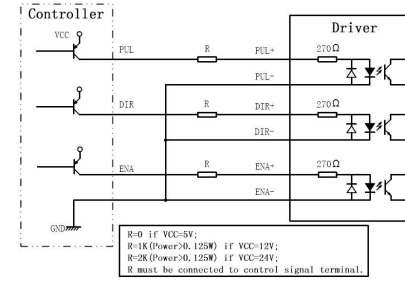 Controller
Driver
VCC
PUL
R
PUL+
270Ω
PUL-
DIR
R
DIR+
270Ω
DIR-
ENA
R
ENA+
270Ω
ENA-
GND
R=0 if VCC=5V;
R=1K(Power>0.125W) if VCC=12V;
R=2K(Power>0.125W) if VCC=24V;
R must be connected to control signal terminal.